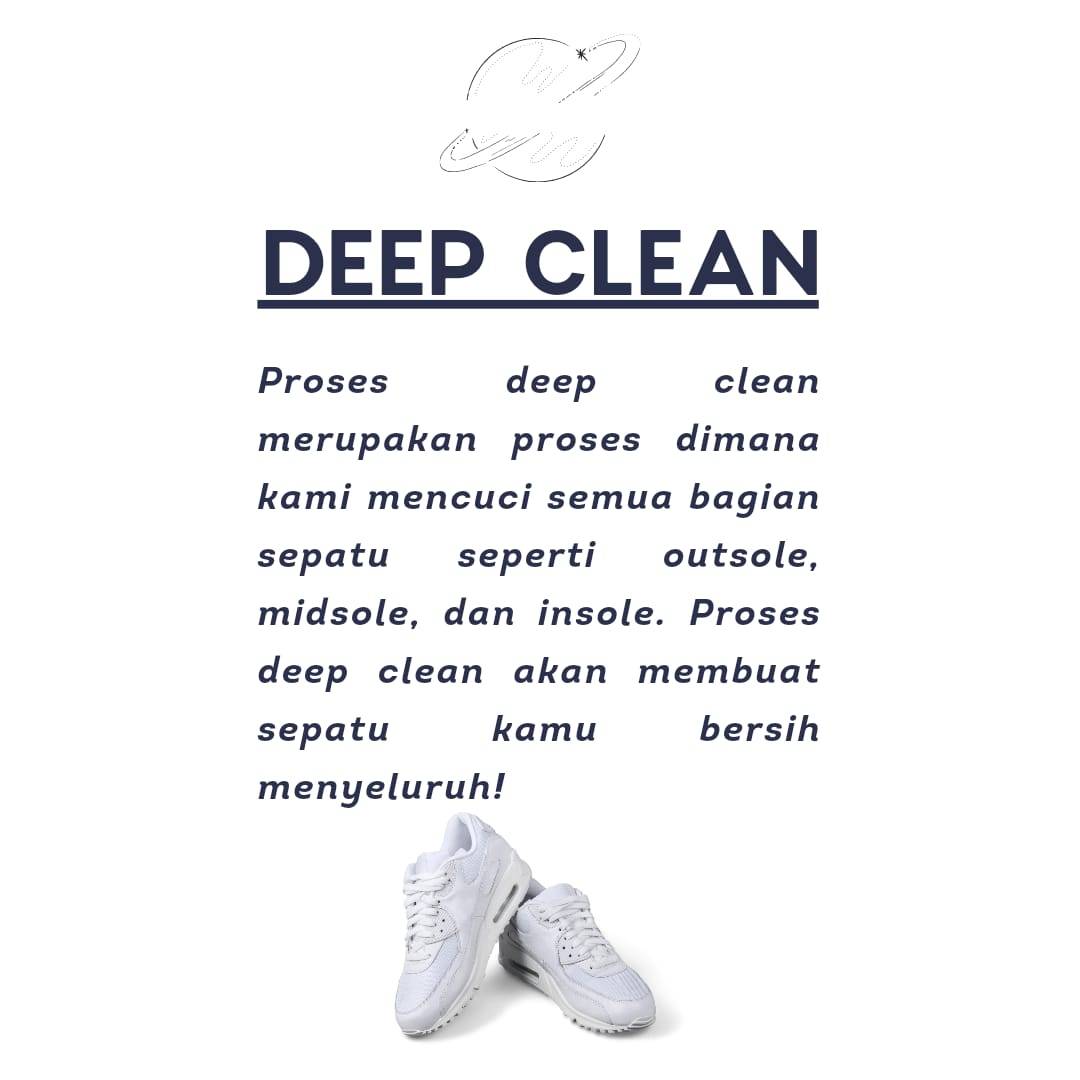 DEEP CLEAN
Proses deep clean
merupakan proses dimana
kami mencuci semua bagian
sepatu seperti outsole,
midsole, dan insole. Proses
deep clean akan membuat
sepatu kamu bersih
menyeluruh!